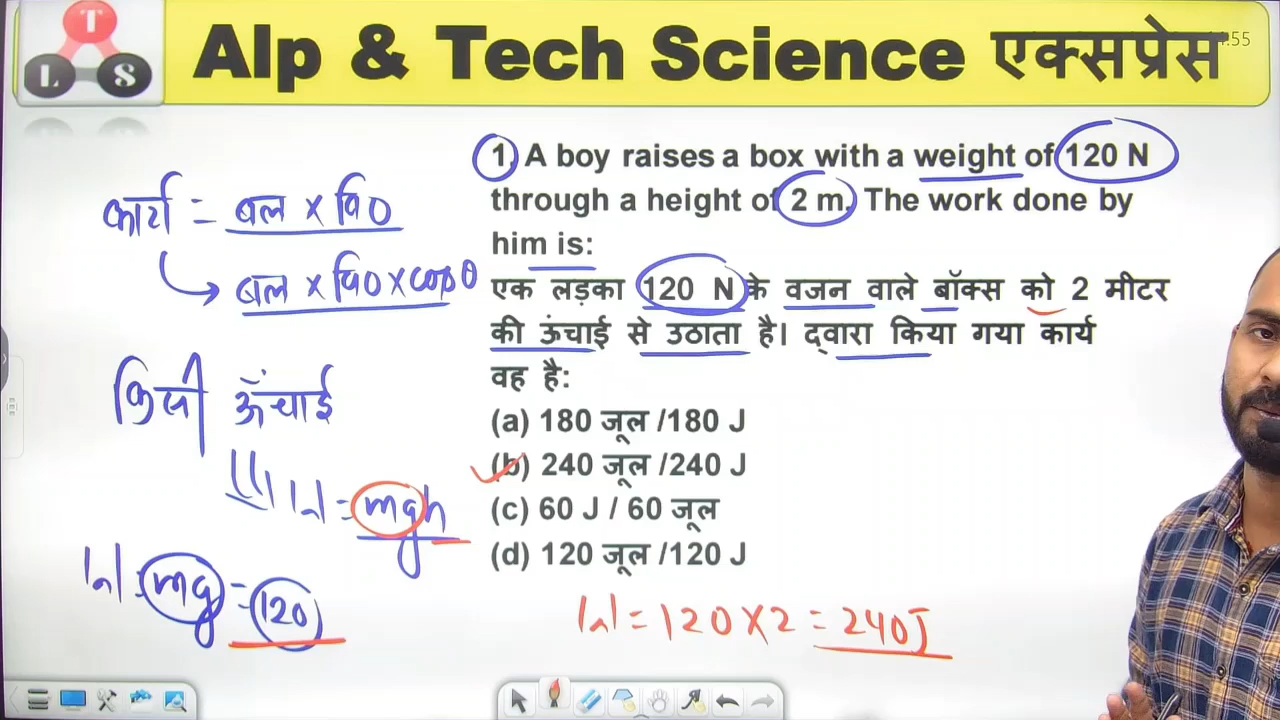 T
L S
Alp & Tech Science एक्सप्रेस
:55
1. A boy raises a box with a weight of 120 N
through a height of 2 m. The work done by
him is:
एक लड़का 120 N के वजन वाले बॉक्स को 2 मीटर
की ऊंचाई से उठाता है। द्वारा किया गया कार्य
वह है:
(a) 180 जूल /180 J
(b) 240 जूल /240 J
(c) 60 J / 60 जूल
(d) 120 जूल /120 J
कार्य = बल × वि०
बल × वि० × cos θ
किसी ऊँचाई
W = mgh
W = mg = 120
W = 120 × 2 = 240 J